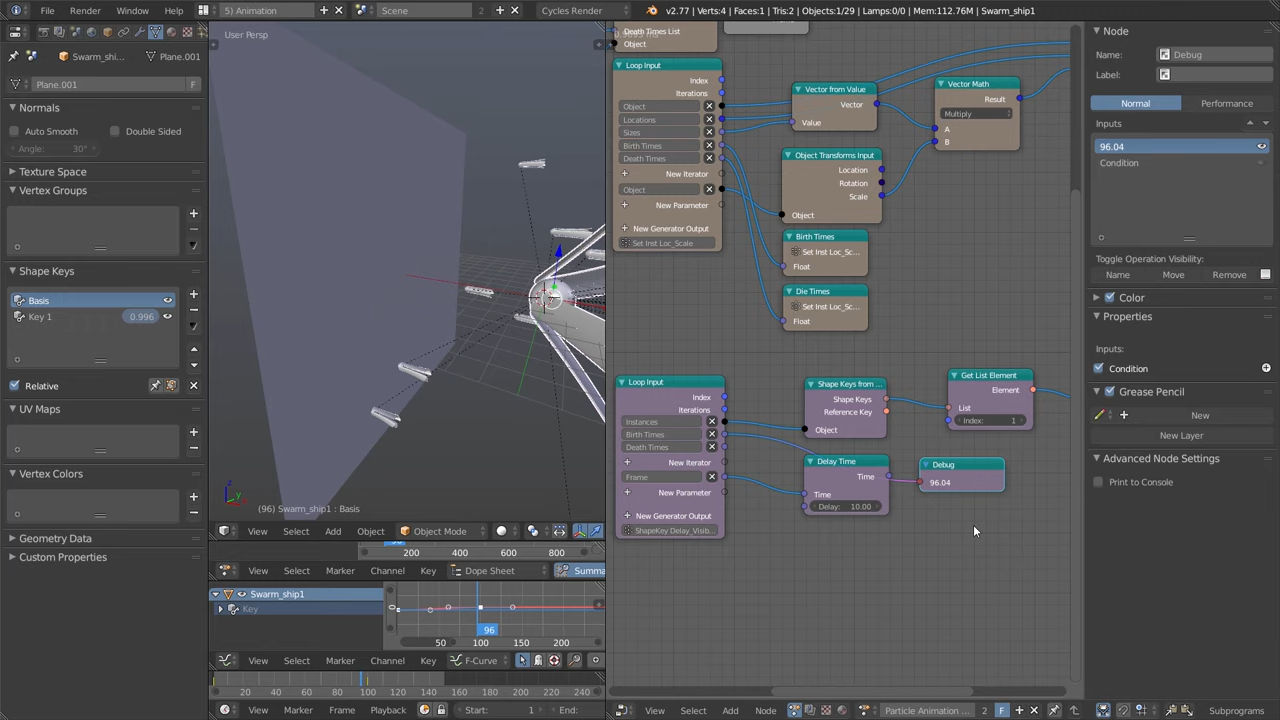 File
Render
Window
Help
5) Animation
Scene
Cycles Render
v2.77 | Verts:4 | Faces:1 | Tris:2 | Objects:1/29 | Lamps:0/0 | Mem:112.76M | Swarm_ship1
Swarm_shi...
Plane.001
Plane.001
F
Normals
Auto Smooth
Double Sided
Angle:
30°
Texture Space
Vertex Groups
Shape Keys
Basis
Key 1
0.996
Relative
UV Maps
Vertex Colors
Geometry Data
Custom Properties
User Persp
(96) Swarm_ship1 : Basis
View
Select
Add
Object
Object Mode
200
400
600
800
View
Select
Marker
Channel
Key
Dope Sheet
Summa
Swarm_ship1
Key
96
50
100
150
200
View
Select
Marker
Channel
Key
F-Curve
0
20
40
60
80
100
120
140
160
180
200
220
240
View
Marker
Frame
Playback
Start:
1
End:
Death Times List
Object
Loop Input
Index
Iterations
Object
Locations
Sizes
Birth Times
Death Times
New Iterator
Object
New Parameter
New Generator Output
Set Inst Loc_Scale
Vector from Value
Vector
Value
Vector Math
Result
Multiply
A
B
Object Transforms Input
Location
Rotation
Scale
Object
Birth Times
Set Inst Loc_Sc...
Float
Die Times
Set Inst Loc_Sc...
Float
Loop Input
Index
Iterations
Instances
Birth Times
Death Times
New Iterator
Frame
New Parameter
New Generator Output
ShapeKey Delay_Visib...
Shape Keys from ...
Shape Keys
Reference Key
Object
Get List Element
Element
List
Index:
1
Delay Time
Time
Time
Delay:
10.00
Debug
96.04
View
Select
Add
Node
Particle Animation ...
2
F
Subprograms
Node
Name:
Debug
Label:
Normal
Performance
Inputs
96.04
Condition
Toggle Operation Visibility:
Name
Move
Remove
Color
Properties
Inputs:
Condition
Grease Pencil
New
New Layer
Advanced Node Settings
Print to Console